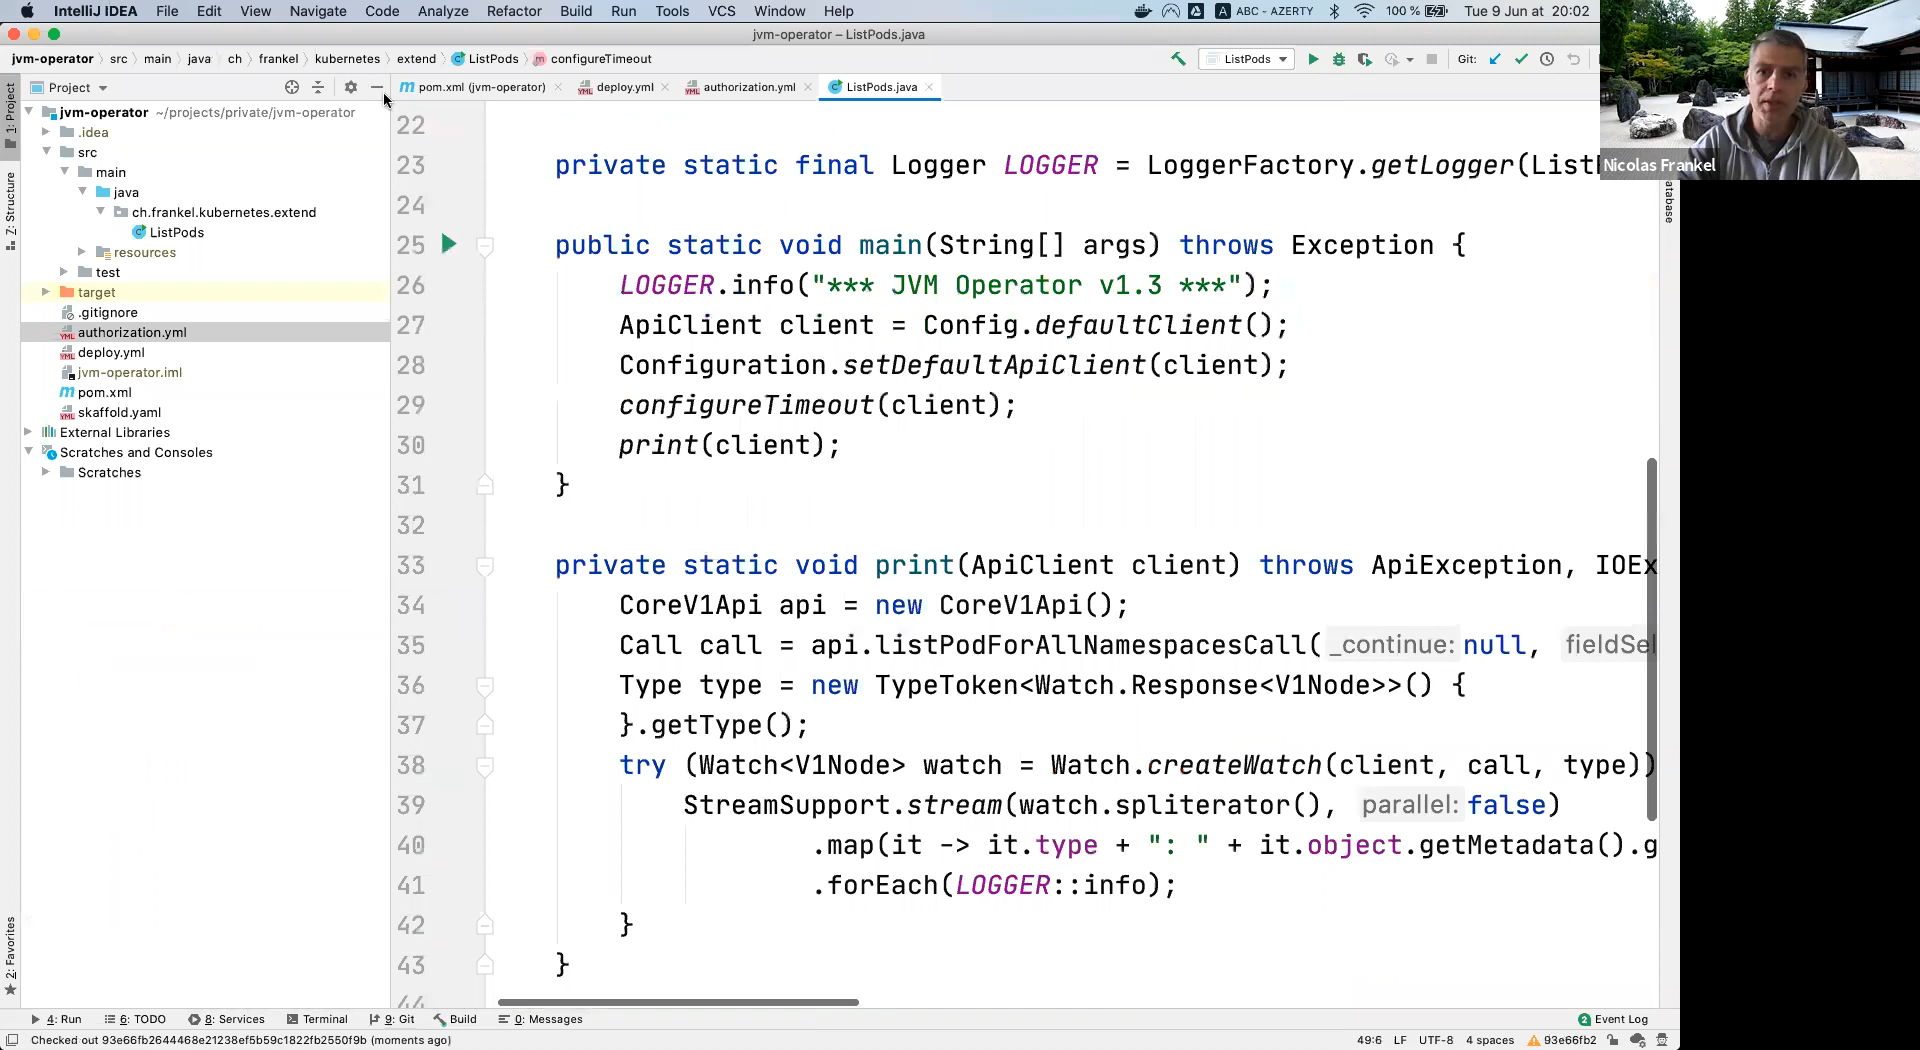 IntelliJ IDEA File Edit View Navigate Code Analyze Refactor Build Run Tools VCS Window Help A ABC - AZERTY 100 % Tue 9 Jun at 20:02
jvm-operator – ListPods.java
jvm-operator src main java ch frankel kubernetes extend ListPods configureTimeout ListPods Git:
Project pom.xml (jvm-operator) deploy.yml authorization.yml ListPods.java
1: Project
Z: Structure
2: Favorites
jvm-operator ~/projects/private/jvm-operator
.idea
src
main
java
ch.frankel.kubernetes.extend
ListPods
resources
test
target
.gitignore
authorization.yml
deploy.yml
jvm-operator.iml
pom.xml
skaffold.yaml
External Libraries
Scratches and Consoles
Scratches
22
23 private static final Logger LOGGER = LoggerFactory.getLogger(List
24
25 public static void main(String[] args) throws Exception {
26 LOGGER.info("*** JVM Operator v1.3 ***");
27 ApiClient client = Config.defaultClient();
28 Configuration.setDefaultApiClient(client);
29 configureTimeout(client);
30 print(client);
31 }
32
33 private static void print(ApiClient client) throws ApiException, IOEx
34 CoreV1Api api = new CoreV1Api();
35 Call call = api.listPodForAllNamespacesCall( _continue: null, fieldSel
36 Type type = new TypeToken<Watch.Response<V1Node>>() {
37 }.getType();
38 try (Watch<V1Node> watch = Watch.createWatch(client, call, type))
39 StreamSupport.stream(watch.spliterator(), parallel: false)
40 .map(it -> it.type + ": " + it.object.getMetadata().g
41 .forEach(LOGGER::info);
42 }
43 }
44
Nicolas Frankel
atabase
4: Run 6: TODO 8: Services Terminal 9: Git Build 0: Messages 2 Event Log
Checked out 93e66fb2644468e21238ef5b59c1822fb2550f9b (moments ago) 49:6 LF UTF-8 4 spaces 93e66fb2